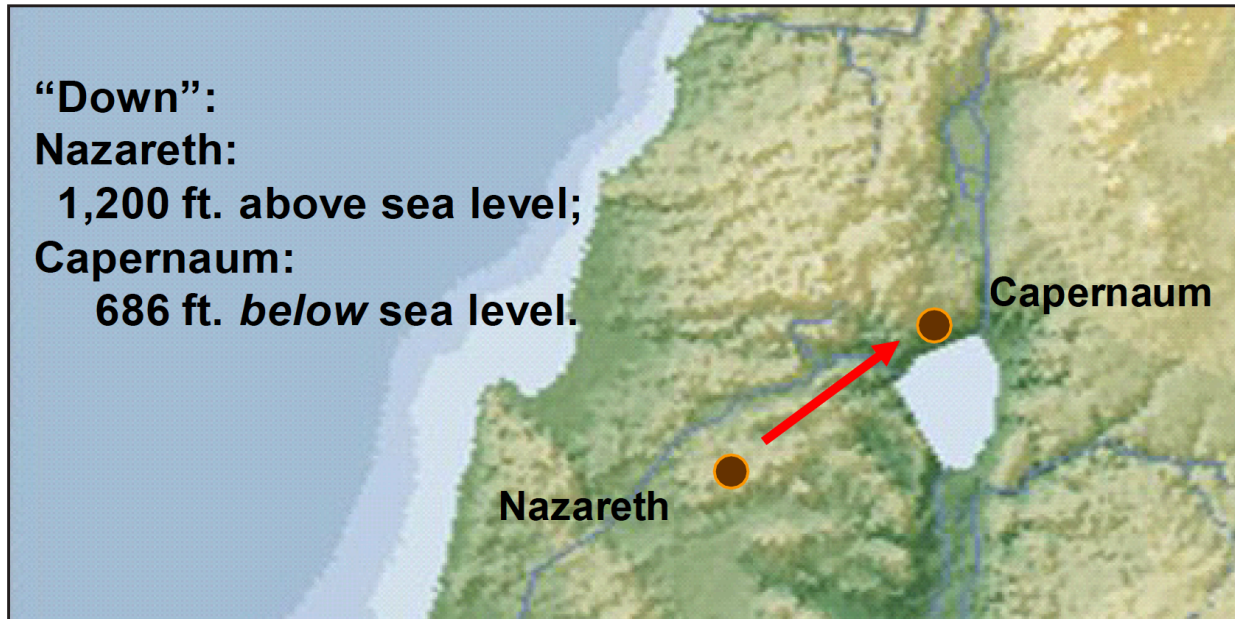 “Down”:
Nazareth:
1,200 ft. above sea level;
Capernaum:
686 ft. below sea level.
Capernaum
Nazareth